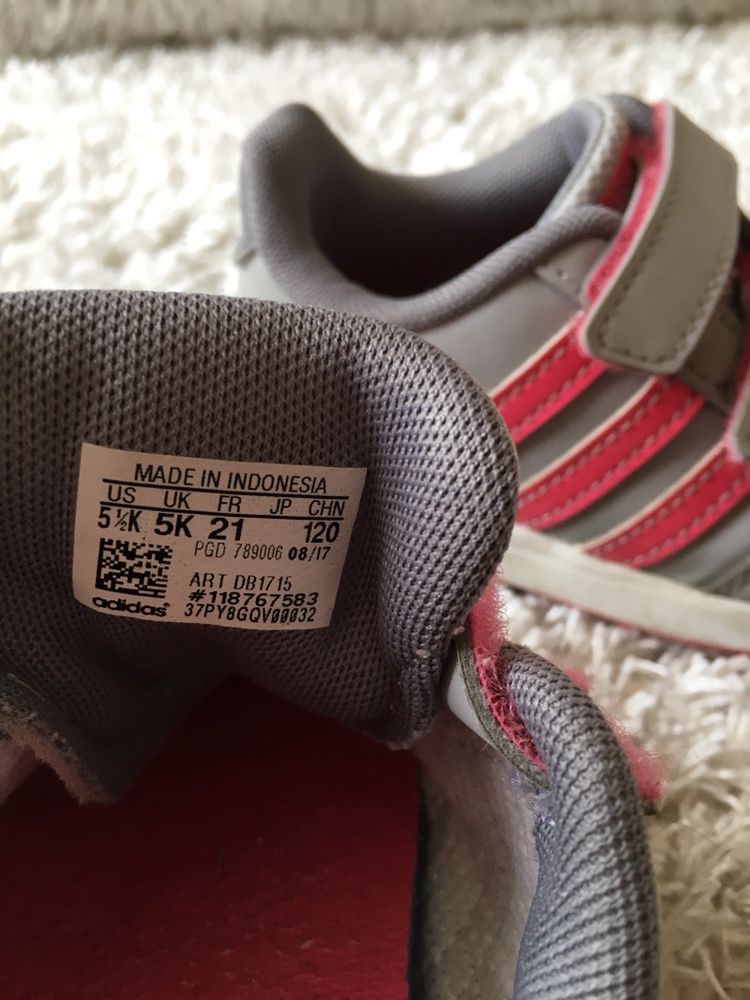 MADE IN INDONESIA
US UK FR JP CHN
5½K 5K 21 120
PGD 789006 08/17
ART DB1715
#118767583
adidas 37PY8GQV00032